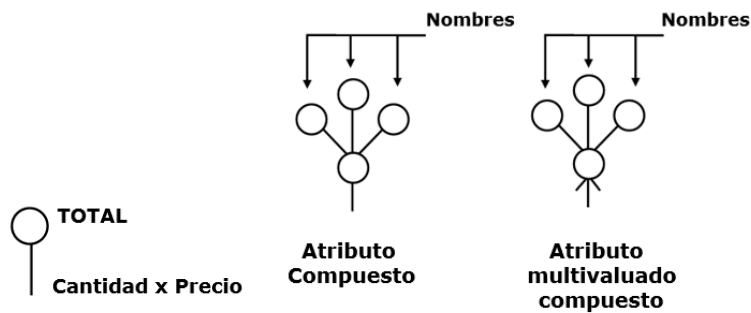 Nombres
Nombres
TOTAL
Cantidad x Precio
Atributo
Compuesto
Atributo
multivaluado
compuesto